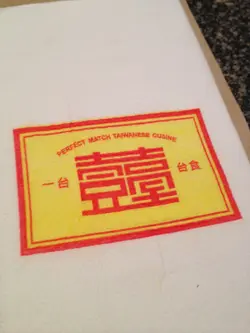 PERFECT MATCH TAIWANESE CUISINE
一台
台食